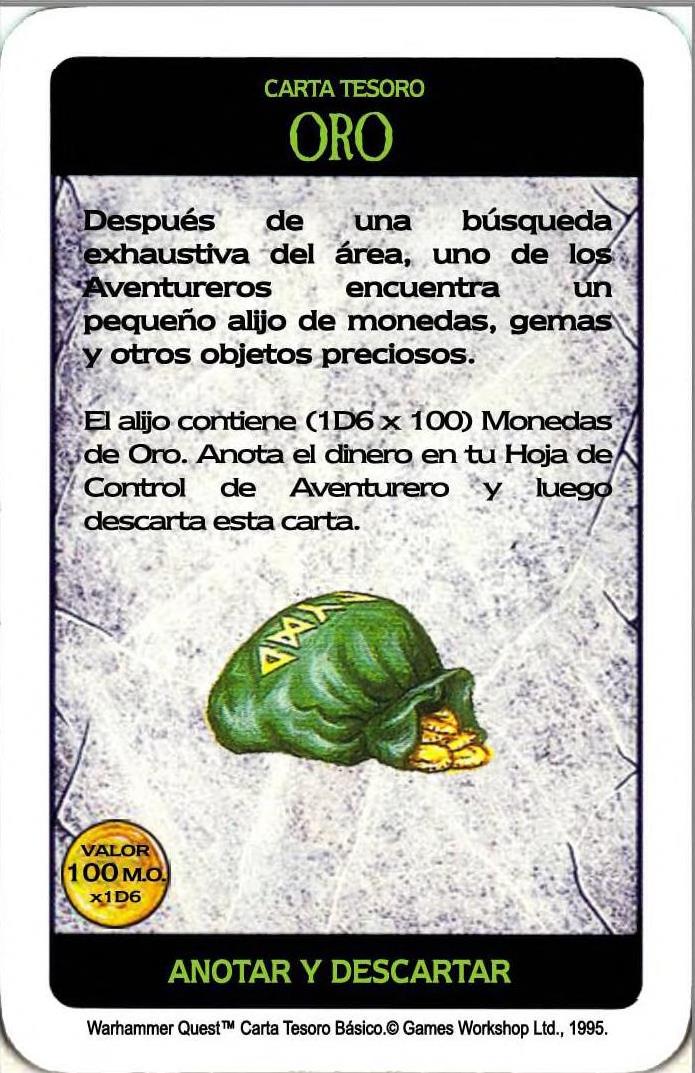 CARTA TESORO
ORO
Después de una búsqueda
exhaustiva del área, uno de los
Aventureros encuentra un
pequeño alijo de monedas, gemas
y otros objetos preciosos.
El alijo contiene (1D6 x 100) Monedas
de Oro. Anota el dinero en tu Hoja de
Control de Aventurero y luego
descarta esta carta.
VALOR
100 M.O.
x1D6
ANOTAR Y DESCARTAR
Warhammer Quest™ Carta Tesoro Básico.© Games Workshop Ltd., 1995.